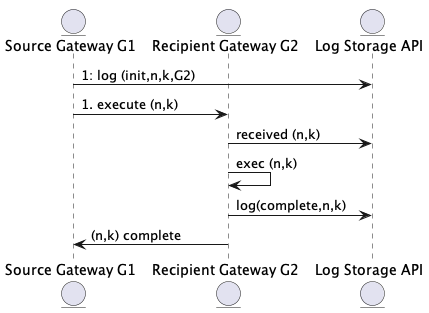 Source Gateway G1 Recipient Gateway G2 Log Storage API
1: log (init,n,k,G2)
1. execute (n,k)
received (n,k)
exec (n,k)
log(complete,n,k)
(n,k) complete
Source Gateway G1 Recipient Gateway G2 Log Storage API